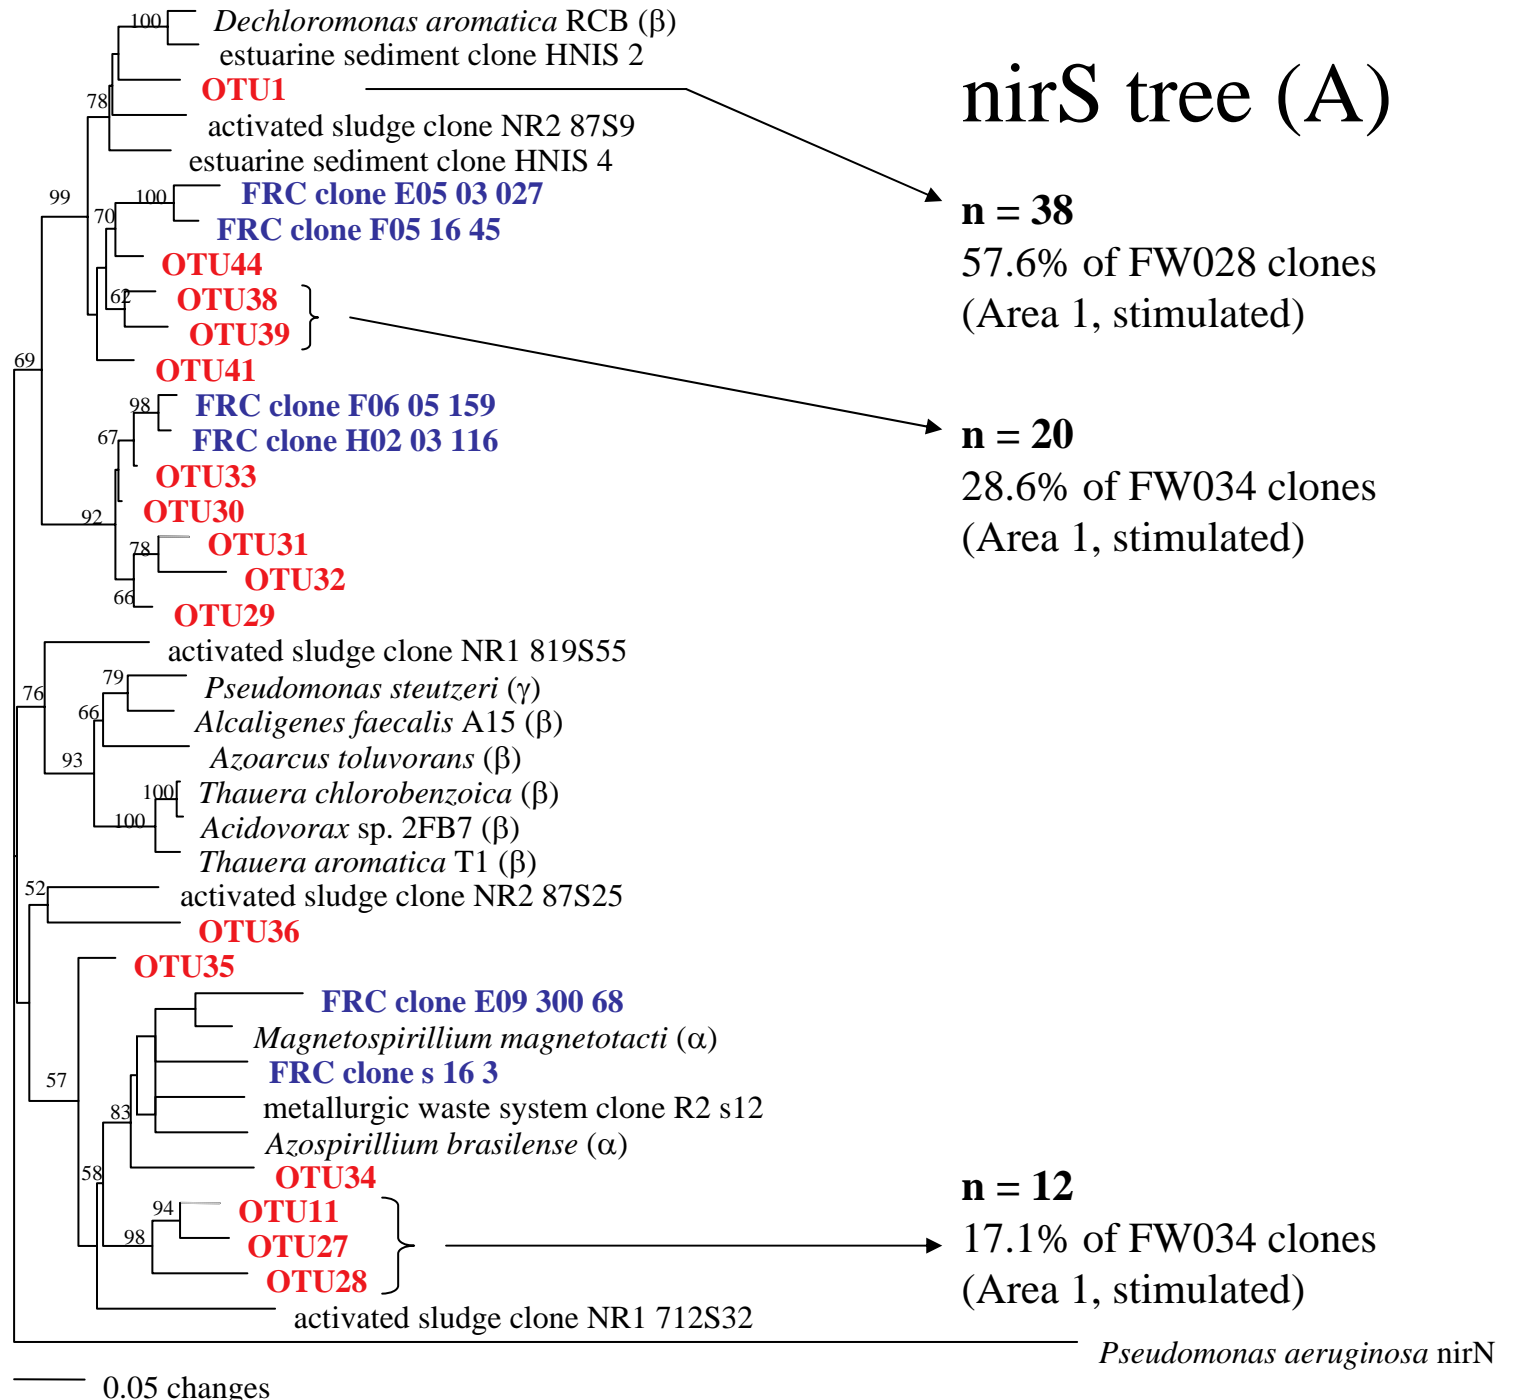 nirS tree (A)
100
Dechloromonas aromatica RCB (β)
estuarine sediment clone HNIS 2
OTU1
78
activated sludge clone NR2 87S9
estuarine sediment clone HNIS 4
99
100
FRC clone E05 03 027
70
FRC clone F05 16 45
OTU44
62
OTU38
OTU39
69
OTU41
98
FRC clone F06 05 159
67
FRC clone H02 03 116
OTU33
92
OTU30
78
OTU31
OTU32
66
OTU29
activated sludge clone NR1 819S55
76
79
Pseudomonas steutzeri (γ)
66
Alcaligenes faecalis A15 (β)
93
Azoarcus toluvorans (β)
100
Thauera chlorobenzoica (β)
100
Acidovorax sp. 2FB7 (β)
Thauera aromatica T1 (β)
52
activated sludge clone NR2 87S25
OTU36
OTU35
FRC clone E09 300 68
Magnetospirillium magnetotacti (α)
57
FRC clone s 16 3
83
metallurgic waste system clone R2 s12
Azospirillium brasilense (α)
58
OTU34
94
OTU11
98
OTU27
OTU28
activated sludge clone NR1 712S32
Pseudomonas aeruginosa nirN
0.05 changes
n = 38
57.6% of FW028 clones
(Area 1, stimulated)
n = 20
28.6% of FW034 clones
(Area 1, stimulated)
n = 12
17.1% of FW034 clones
(Area 1, stimulated)